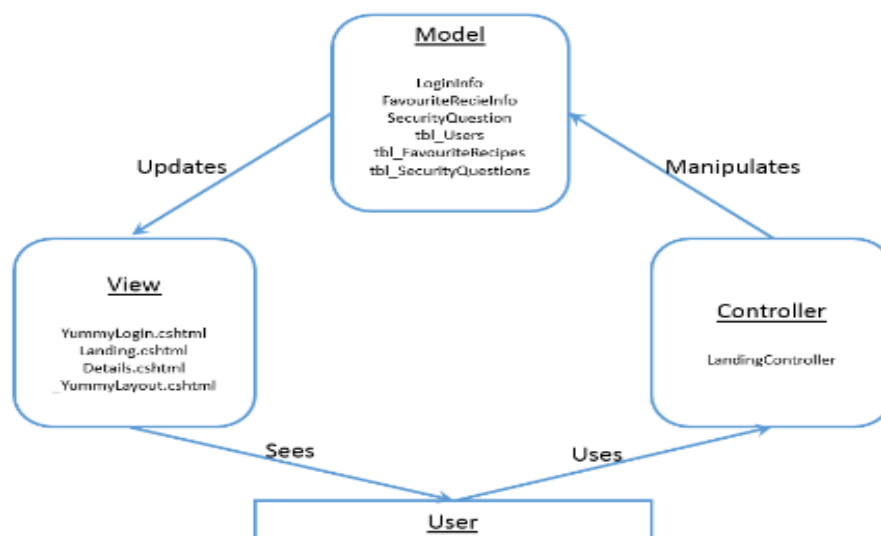 Model
LoginInfo
FavouriteRecieInfo
SecurityQuestion
tbl_Users
tbl_FavouriteRecipes
tbl_SecurityQuestions
Updates
Manipulates
View
YummyLogin.cshtml
Landing.cshtml
Details.cshtml
_YummyLayout.cshtml
Controller
LandingController
Sees
Uses
User